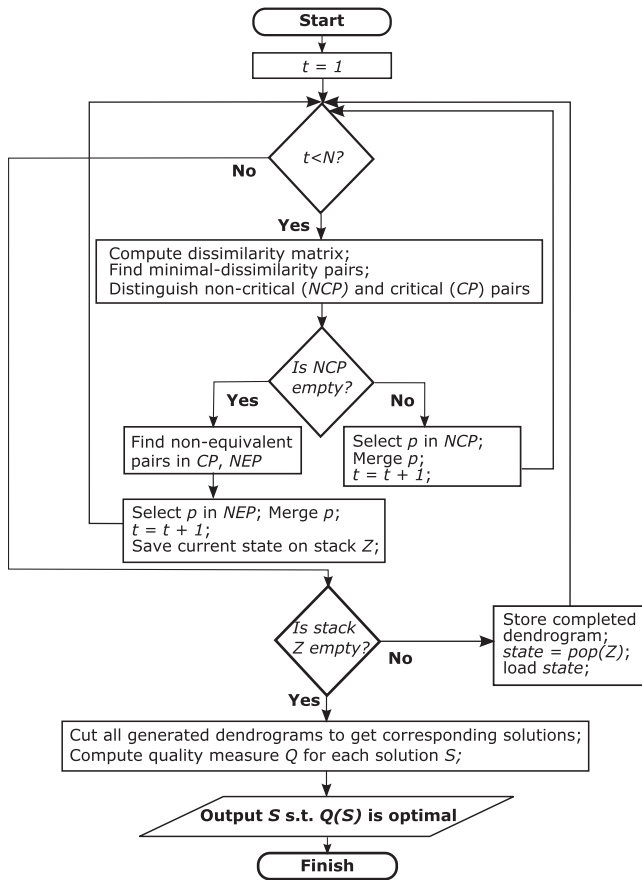 Start
t = 1
t<N?
No
Yes
Compute dissimilarity matrix;
Find minimal-dissimilarity pairs;
Distinguish non-critical (NCP) and critical (CP) pairs
Is NCP
empty?
Yes
No
Find non-equivalent
pairs in CP, NEP
Select p in NCP;
Merge p;
t = t + 1;
Select p in NEP; Merge p;
t = t + 1;
Save current state on stack Z;
Is stack
Z empty?
No
Store completed
dendrogram;
state = pop(Z);
load state;
Yes
Cut all generated dendrograms to get corresponding solutions;
Compute quality measure Q for each solution S;
Output S s.t. Q(S) is optimal
Finish